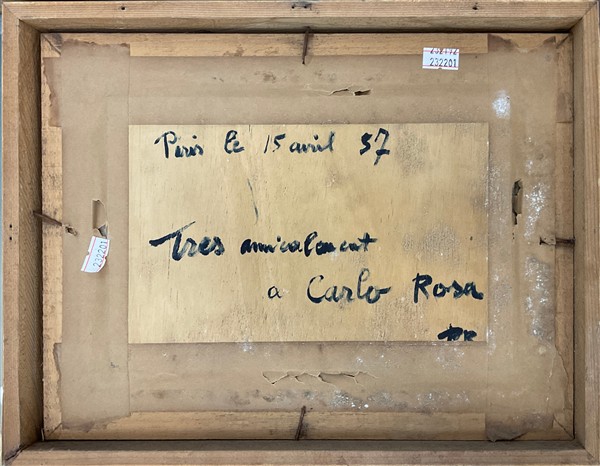 232201
Paris le 15 avril 57
Tres amicalement
232201
a Carlo Rosa